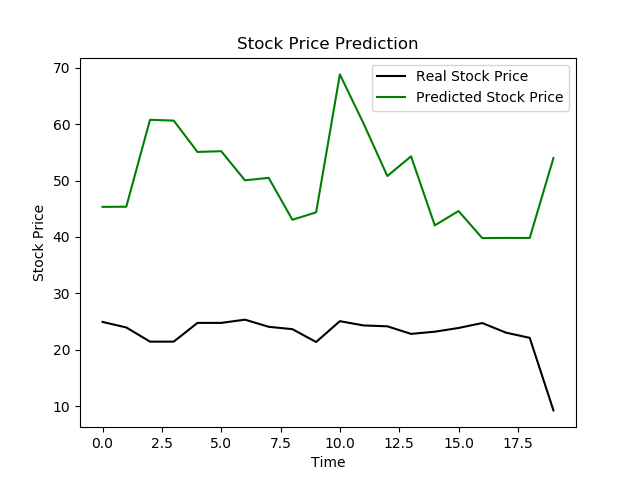 Stock Price Prediction
Real Stock Price
Predicted Stock Price
Stock Price
70
60
50
40
30
20
10
0.0 2.5 5.0 7.5 10.0 12.5 15.0 17.5
Time